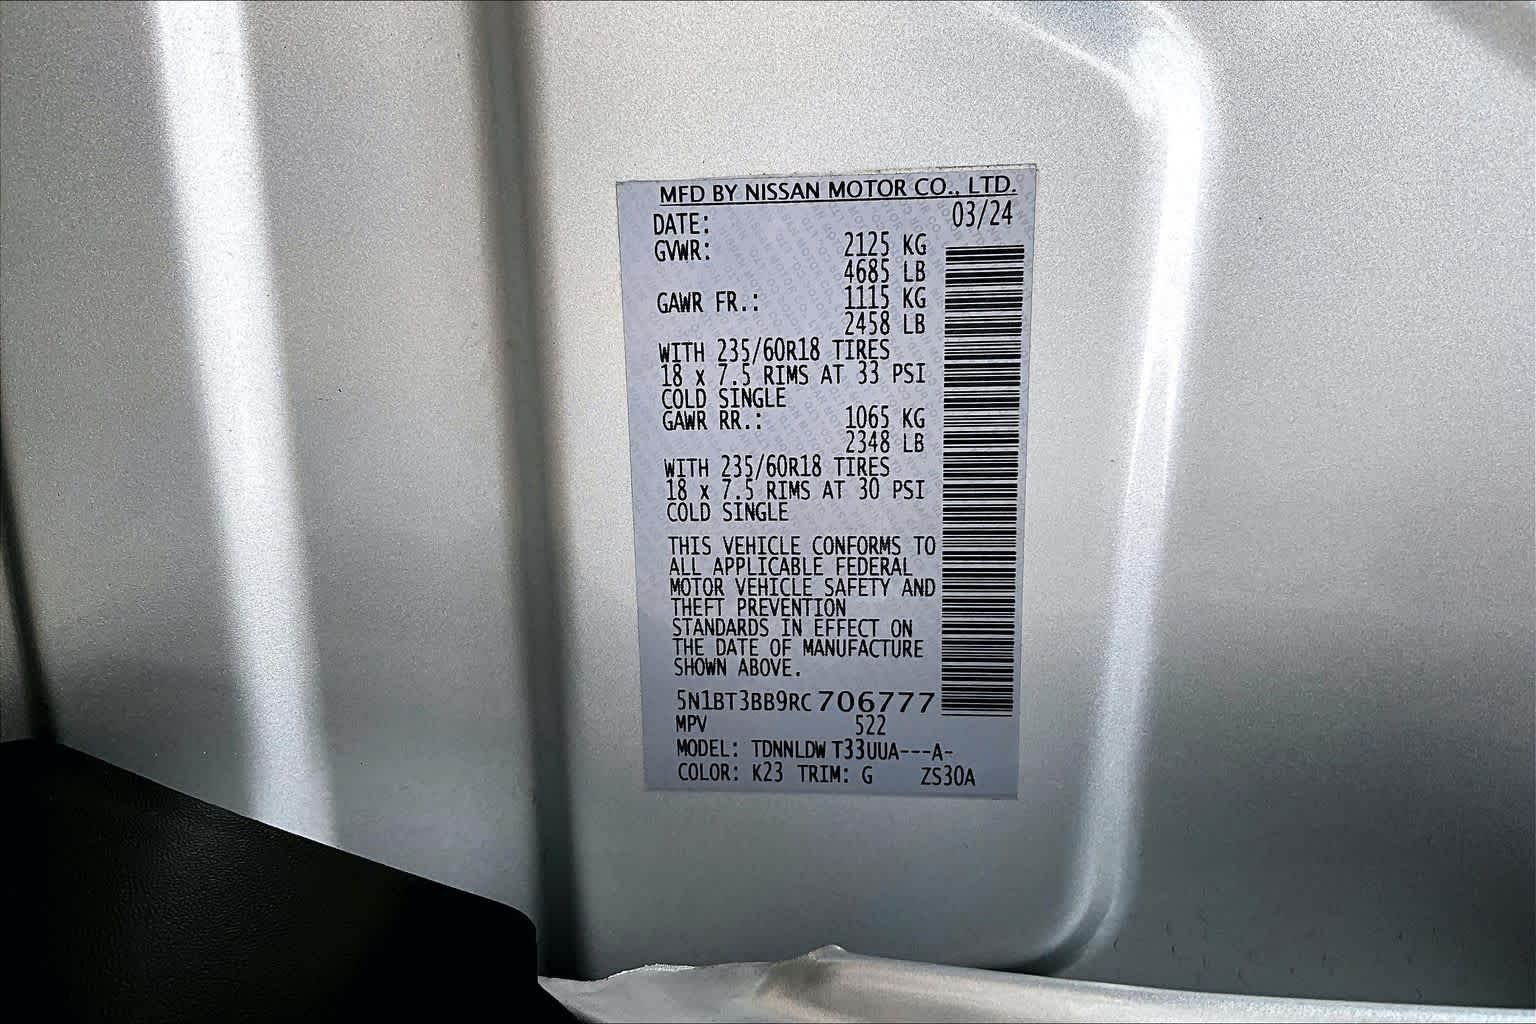 MFD BY NISSAN MOTOR CO., LTD.
DATE: 03/24
GVWR: 2125 KG
4685 LB
GAWR FR.: 1115 KG
2458 LB
WITH 235/60R18 TIRES
18 x 7.5 RIMS AT 33 PSI
COLD SINGLE
GAWR RR.: 1065 KG
2348 LB
WITH 235/60R18 TIRES
18 x 7.5 RIMS AT 30 PSI
COLD SINGLE
THIS VEHICLE CONFORMS TO
ALL APPLICABLE FEDERAL
MOTOR VEHICLE SAFETY AND
THEFT PREVENTION
STANDARDS IN EFFECT ON
THE DATE OF MANUFACTURE
SHOWN ABOVE.
5N1BT3BB9RC706777
MPV 522
MODEL: TDNNLDW T33UUA---A-
COLOR: K23 TRIM: G ZS30A